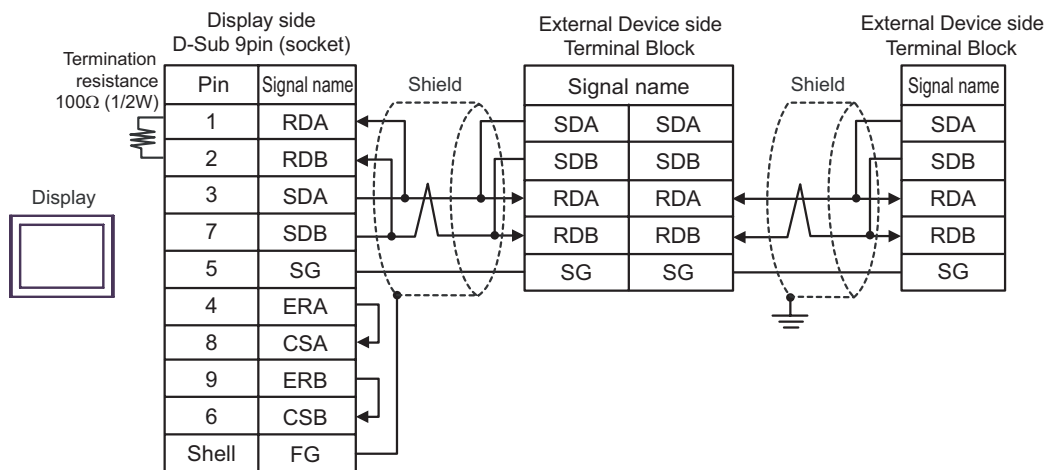 Display side
D-Sub 9pin (socket)
External Device side
Terminal Block
External Device side
Terminal Block
Termination
resistance
100Ω (1/2W)
Pin Signal name
Shield
Signal name
Shield
Signal name
1 RDA
SDA SDA
SDA
2 RDB
SDB SDB
SDB
Display
3 SDA
RDA RDA
RDA
7 SDB
RDB RDB
RDB
5 SG
SG SG
SG
4 ERA
8 CSA
9 ERB
6 CSB
Shell FG